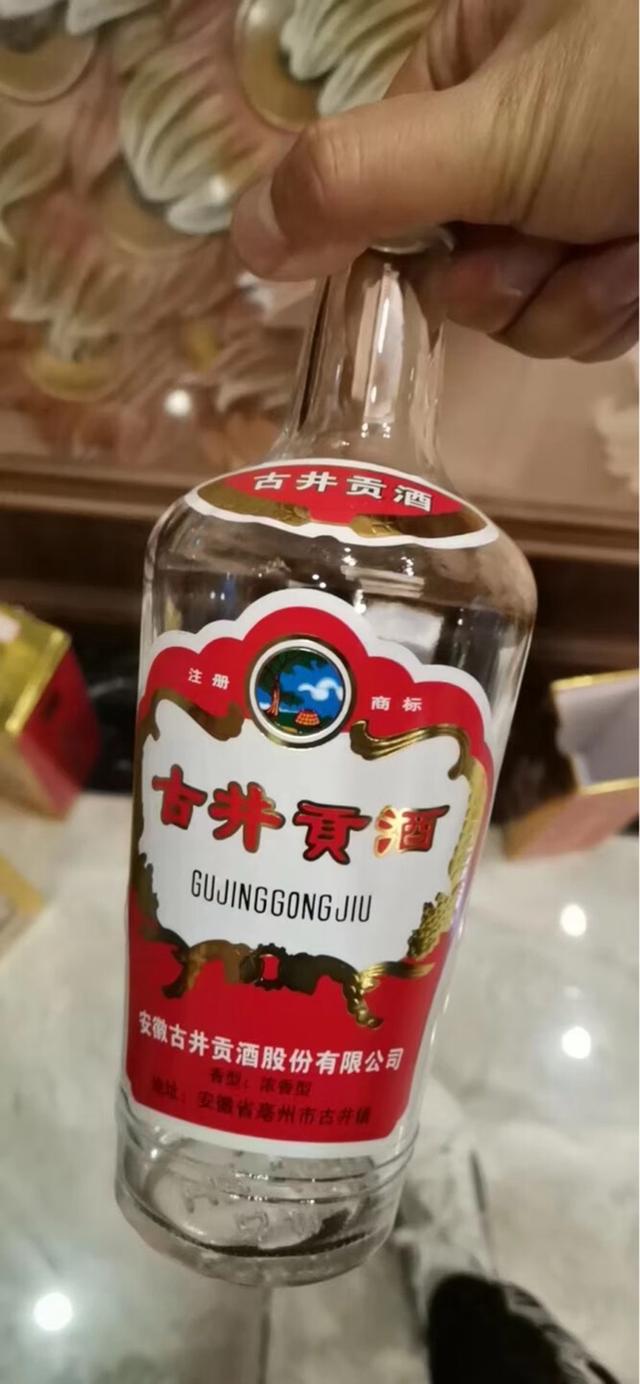 古井贡酒
注册 商标
古井贡酒
GUJINGGONGJIU
安徽古井贡酒股份有限公司
香型：浓香型
地址：安徽省亳州市古井镇